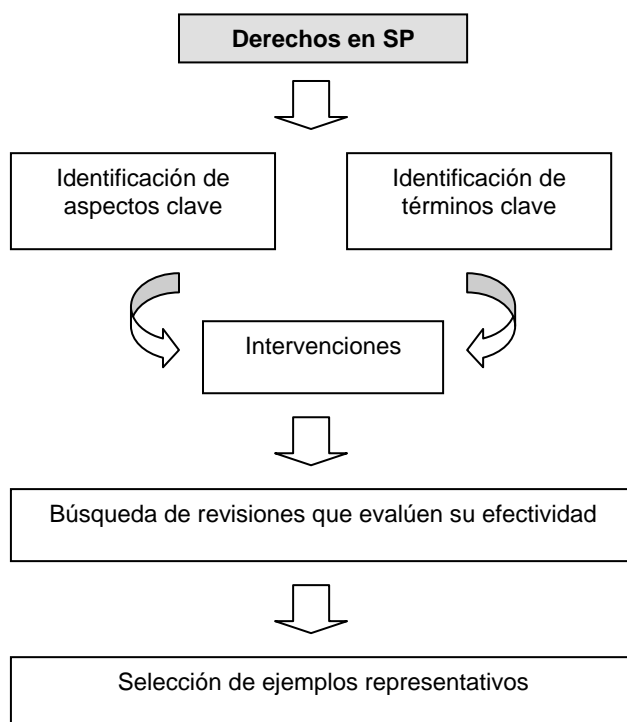 Derechos en SP
Identificación de
aspectos clave
Identificación de
términos clave
Intervenciones
Búsqueda de revisiones que evalúen su efectividad
Selección de ejemplos representativos